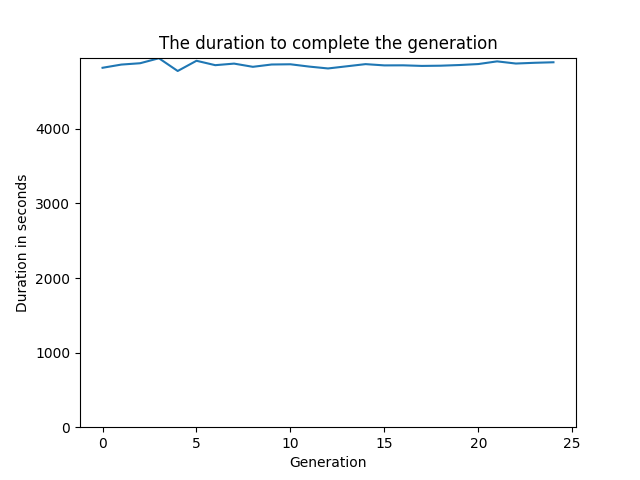 The duration to complete the generation
Duration in seconds
4000
3000
2000
1000
0
0 5 10 15 20 25
Generation